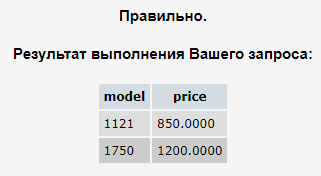 Правильно.
Результат выполнения Вашего запроса:
model price
1121 850.0000
1750 1200.0000